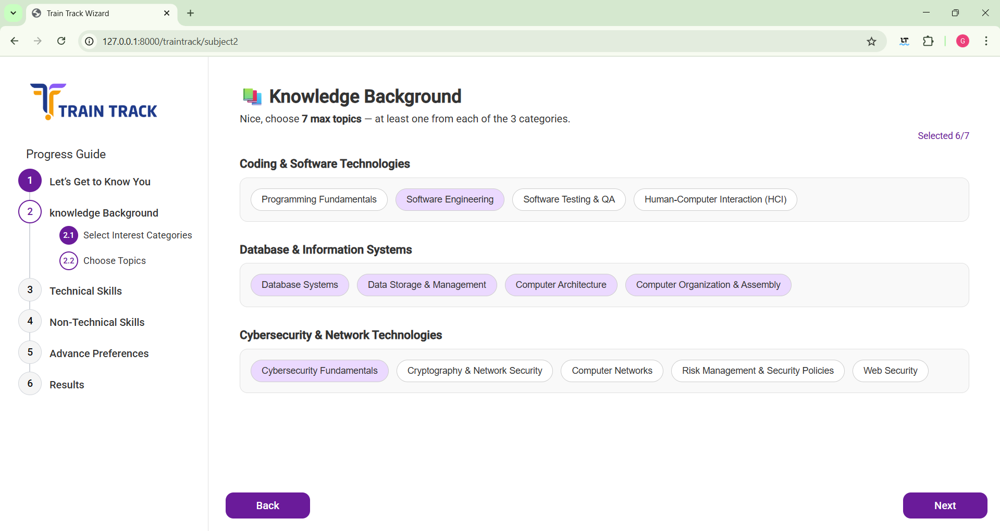 Train Track Wizard
127.0.0.1:8000/traintrack/subject2
LT
G
TRAIN TRACK
Progress Guide
1 Let’s Get to Know You
2 knowledge Background
2.1 Select Interest Categories
2.2 Choose Topics
3 Technical Skills
4 Non-Technical Skills
5 Advance Preferences
6 Results
Knowledge Background
Nice, choose 7 max topics — at least one from each of the 3 categories.
Selected 6/7
Coding & Software Technologies
Programming Fundamentals Software Engineering Software Testing & QA Human-Computer Interaction (HCI)
Database & Information Systems
Database Systems Data Storage & Management Computer Architecture Computer Organization & Assembly
Cybersecurity & Network Technologies
Cybersecurity Fundamentals Cryptography & Network Security Computer Networks Risk Management & Security Policies Web Security
Back Next